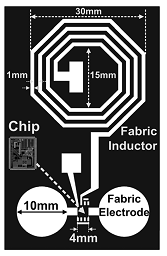 30mm
1mm
15mm
Chip
Fabric
Inductor
10mm
Fabric
Electrode
4mm